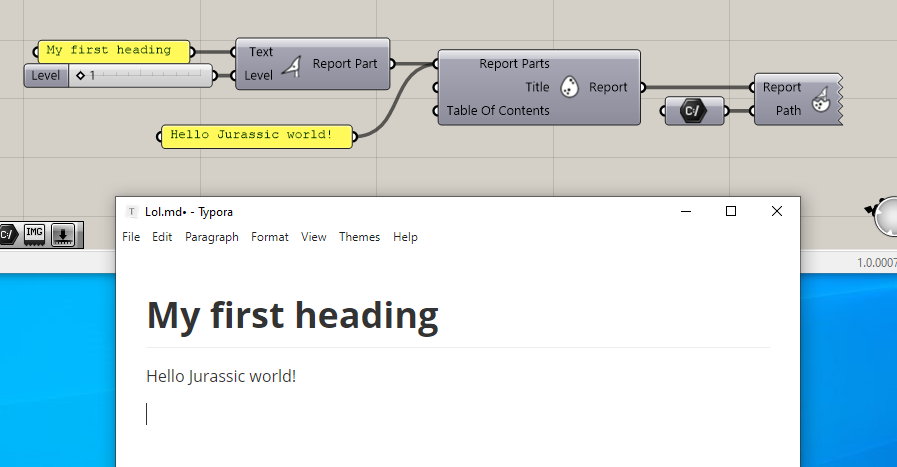 My first heading
Level
1
Text
Level
Report Part
Hello Jurassic world!
Report Parts
Title
Table Of Contents
Report
C:/
Report
Path
C:/
IMG
1.0.0007
Lol.md• - Typora
File Edit Paragraph Format View Themes Help
My first heading
Hello Jurassic world!